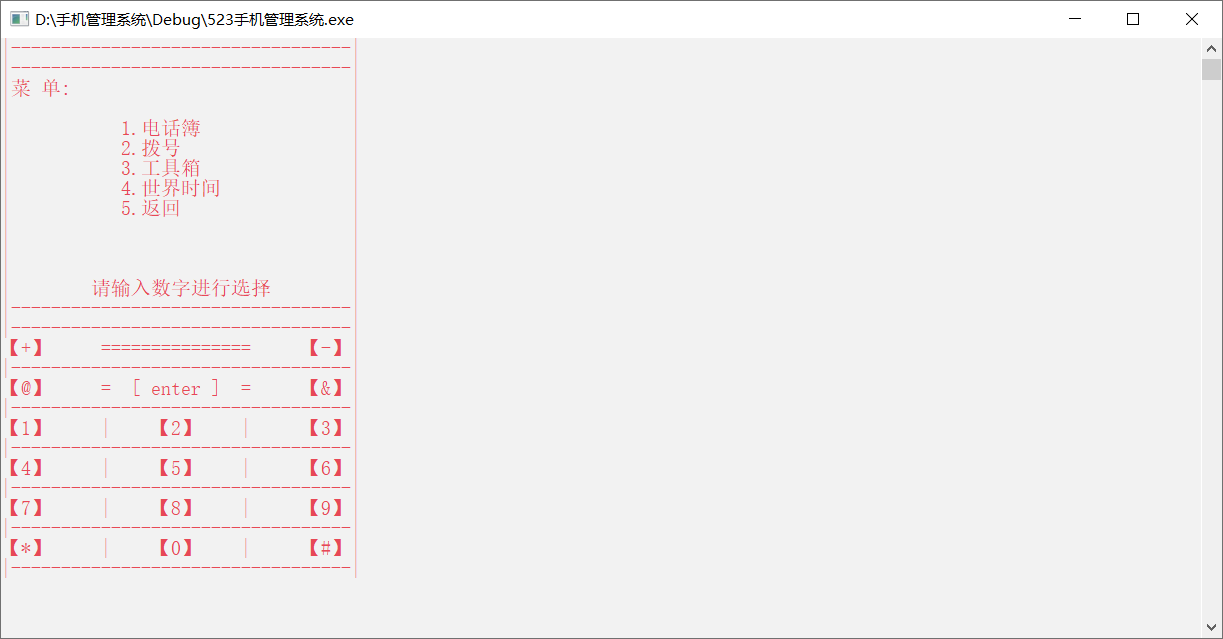 D:\手机管理系统\Debug\523手机管理系统.exe
----------------------------------
----------------------------------
菜 单:
1.电话簿
2.拨号
3.工具箱
4.世界时间
5.返回
请输入数字进行选择
----------------------------------
----------------------------------
【+】 =============== 【-】
----------------------------------
【@】 = [ enter ] = 【&】
----------------------------------
【1】 | 【2】 | 【3】
----------------------------------
【4】 | 【5】 | 【6】
----------------------------------
【7】 | 【8】 | 【9】
----------------------------------
【*】 | 【0】 | 【#】
----------------------------------